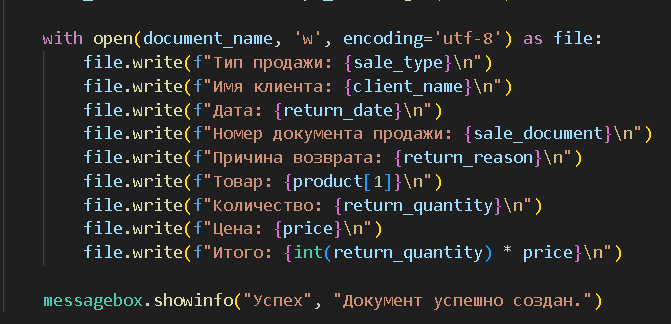 with open(document_name, 'w', encoding='utf-8') as file:
file.write(f"Тип продажи: {sale_type}\n")
file.write(f"Имя клиента: {client_name}\n")
file.write(f"Дата: {return_date}\n")
file.write(f"Номер документа продажи: {sale_document}\n")
file.write(f"Причина возврата: {return_reason}\n")
file.write(f"Товар: {product[1]}\n")
file.write(f"Количество: {return_quantity}\n")
file.write(f"Цена: {price}\n")
file.write(f"Итого: {int(return_quantity) * price}\n")
messagebox.showinfo("Успех", "Документ успешно создан.")